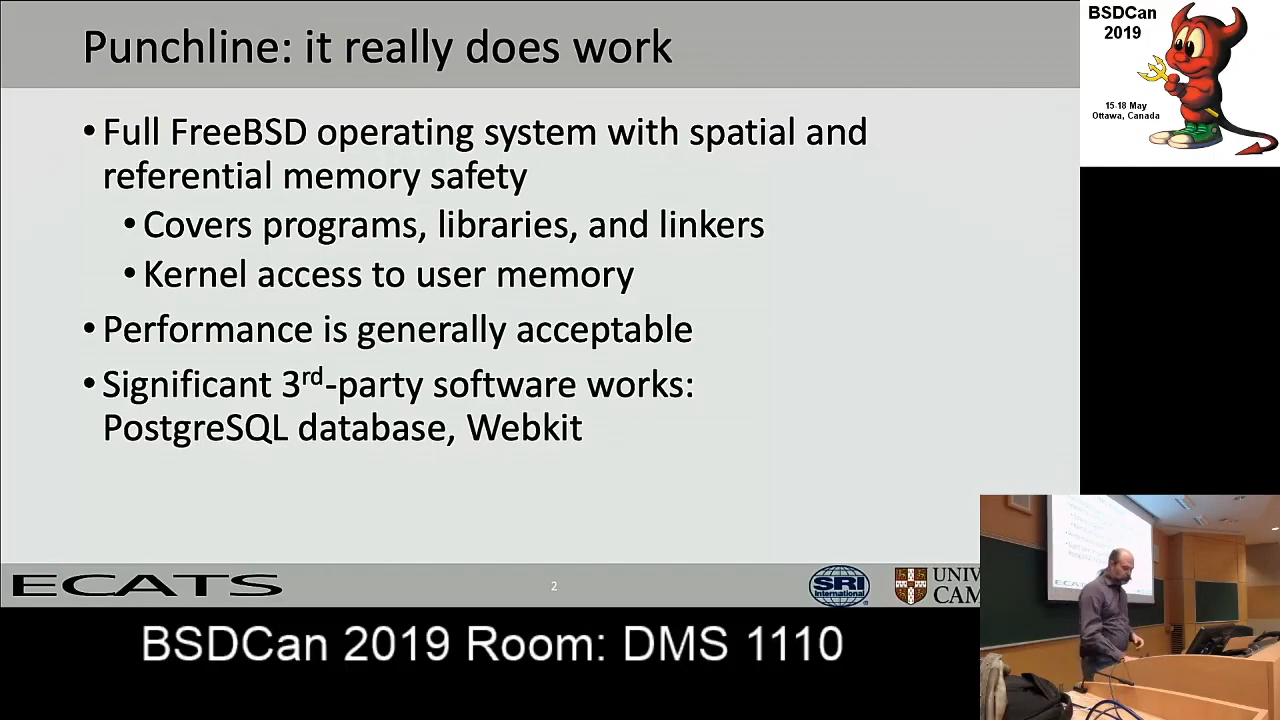 Punchline: it really does work
BSDCan
2019
15-18 May
Ottawa, Canada
• Full FreeBSD operating system with spatial and
referential memory safety
• Covers programs, libraries, and linkers
• Kernel access to user memory
• Performance is generally acceptable
• Significant 3rd-party software works:
PostgreSQL database, Webkit
ECATS
2
SRI
International
UNIV
CAM
ECATS
BSDCan 2019 Room: DMS 1110